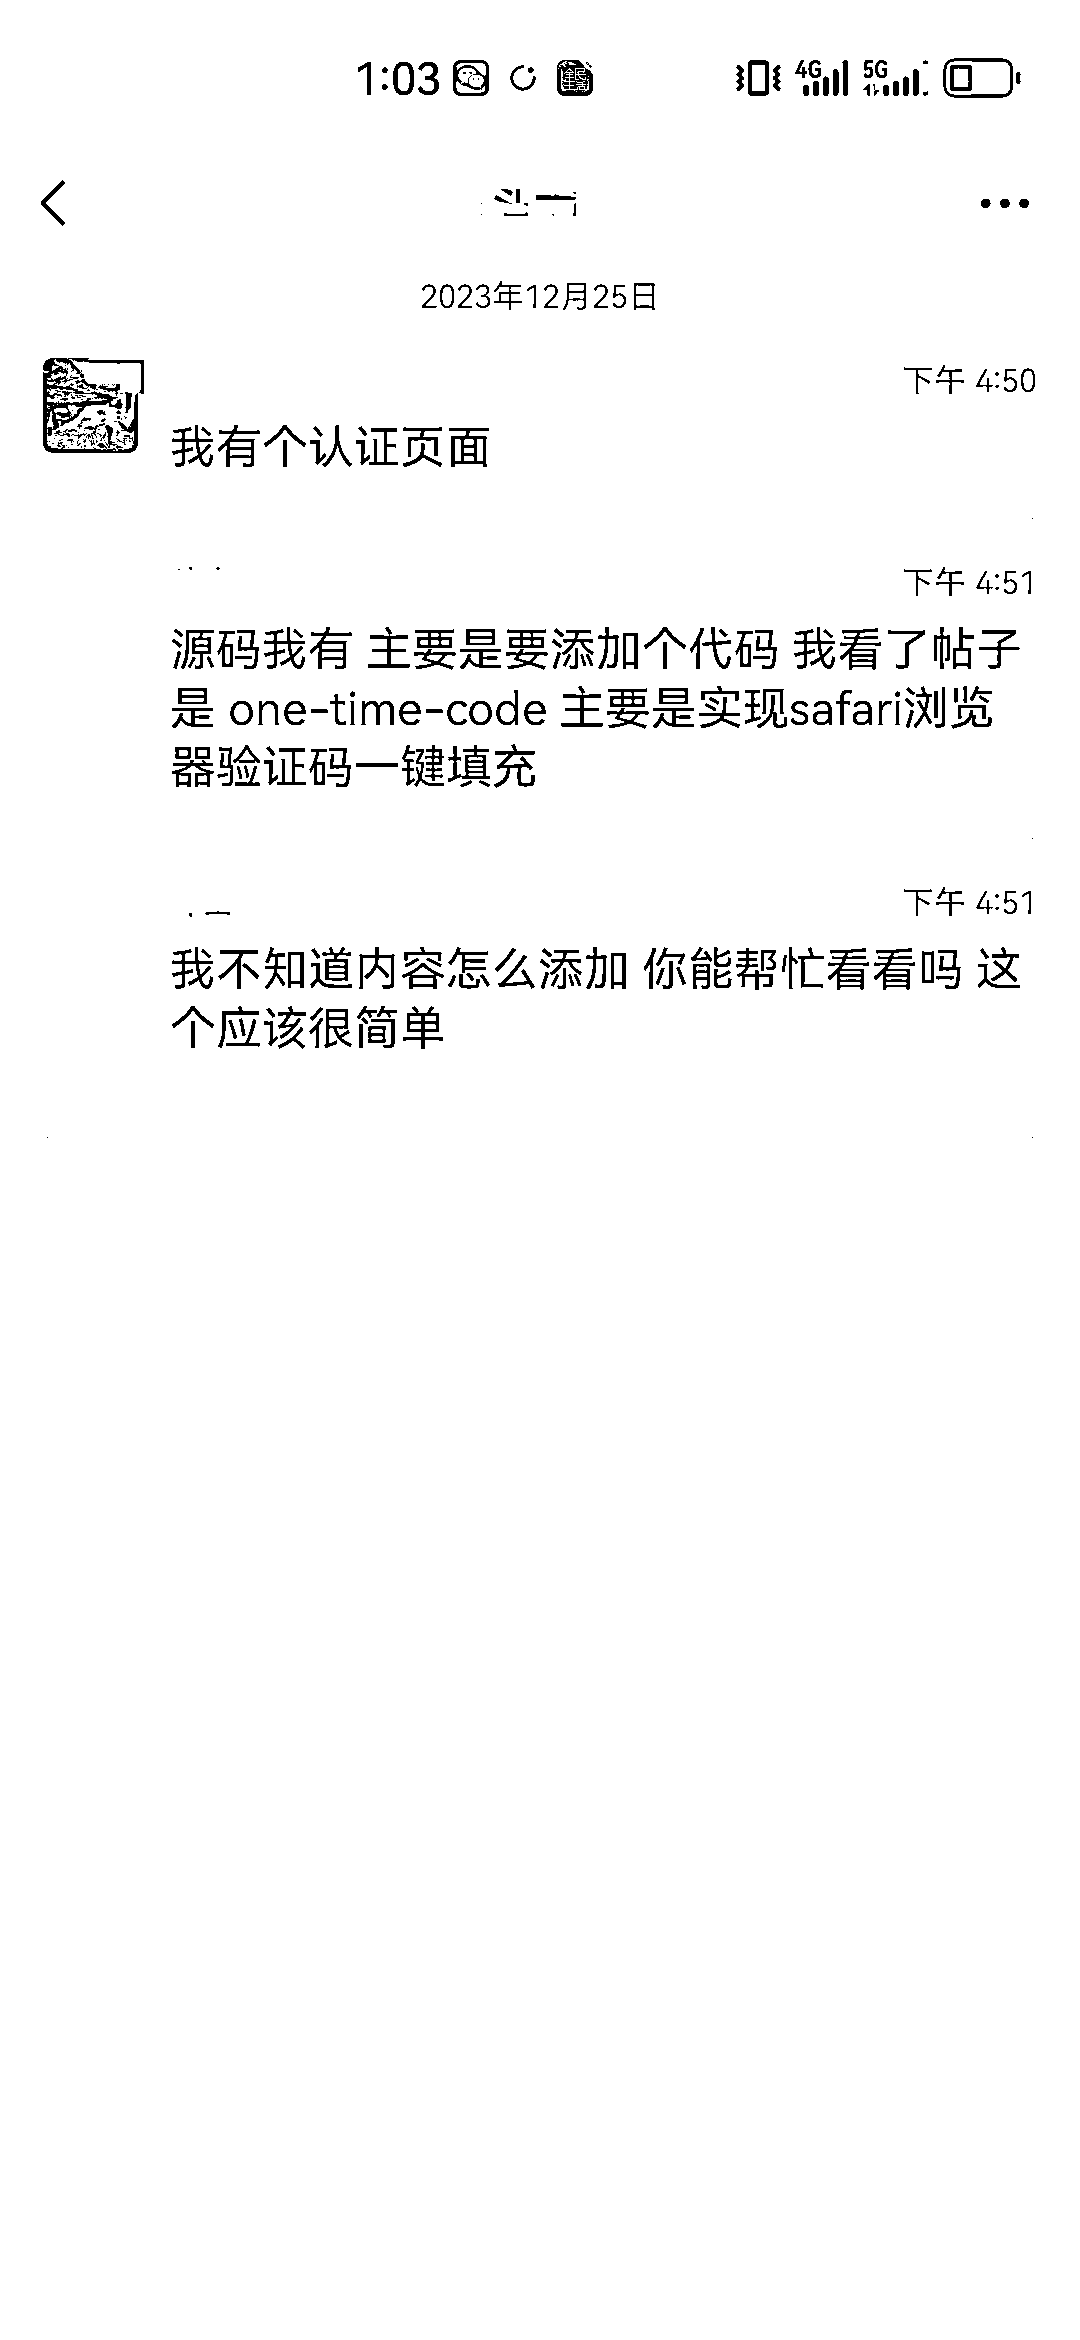 1:03
4G
5G
2023年12月25日
下午 4:50
我有个认证页面
下午 4:51
源码我有 主要是要添加个代码 我看了帖子
是 one-time-code 主要是实现safari浏览
器验证码一键填充
下午 4:51
我不知道内容怎么添加 你能帮忙看看吗 这
个应该很简单